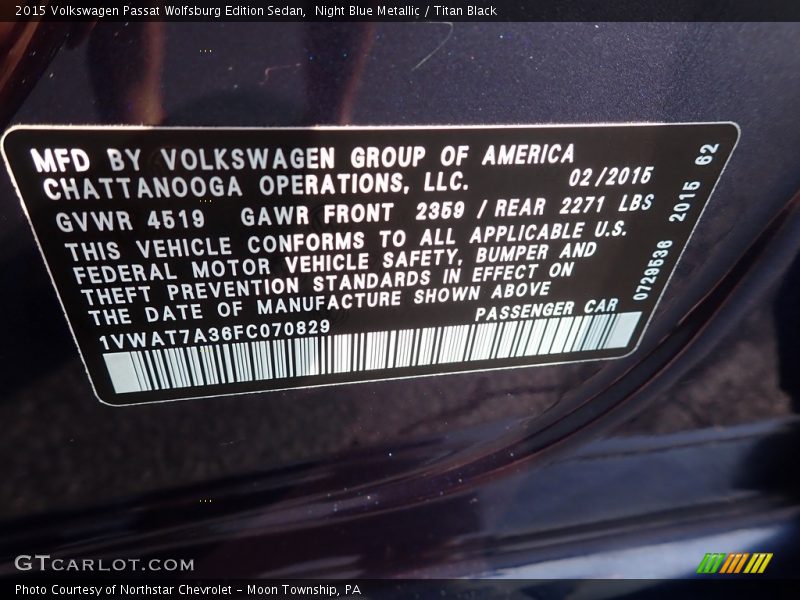 2015 Volkswagen Passat Wolfsburg Edition Sedan,  Night Blue Metallic / Titan Black
MFD BY VOLKSWAGEN GROUP OF AMERICA
CHATTANOOGA OPERATIONS, LLC. 02/2015
GVWR 4519 GAWR FRONT 2359 / REAR 2271 LBS
THIS VEHICLE CONFORMS TO ALL APPLICABLE U.S.
FEDERAL MOTOR VEHICLE SAFETY, BUMPER AND
THEFT PREVENTION STANDARDS IN EFFECT ON
THE DATE OF MANUFACTURE SHOWN ABOVE
PASSENGER CAR
1VWAT7A36FC070829
0729536 2015 62
GTCARLOT.COM
Photo Courtesy of Northstar Chevrolet - Moon Township, PA